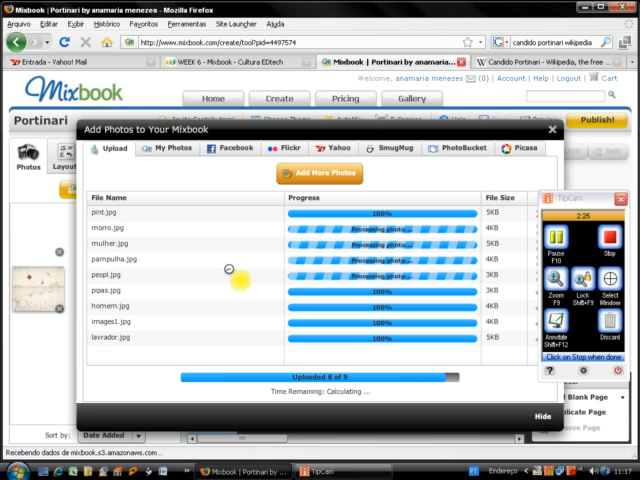 Mixbook | Portinari by anamaria menezes - Mozilla Firefox
Arquivo Editar Exibir Histórico Favoritos Ferramentas Site Launcher Ajuda
http://www.mixbook.com/create/tool?pid=4497574
candido portinari wikipedia
Entrada - Yahoo! Mail
WEEK 6 - Mixbook - Cultura EDtech
Mixbook | Portinari by anamaria...
Candido Portinari - Wikipedia, the free ...
Mixbook
Welcome, anamaria menezes (0) | Account | Help | Logout | Cart
Home Create Pricing Gallery
Portinari
Publish!
Photos
Add Photos to Your Mixbook
Upload My Photos Facebook Flickr Yahoo SmugMug PhotoBucket Picasa
Add More Photos
File Name Progress File Size
pint.jpg 100% 5KB
morro.jpg Processing photo ... 4KB
mulher.jpg Processing photo ... 5KB
pampulha.jpg Processing photo ... 4KB
peopl.jpg Processing photo ... 3KB
pipas.jpg 100% 3KB
homem.jpg 100% 4KB
images1.jpg 100% 4KB
lavrador.jpg 100% 5KB
Uploaded 8 of 9
Time Remaining: Calculating ...
Hide
TipCam
2:25
Pause F10
Stop
Zoom F9
Lock Shift+F9
Select Window
Annotate Shift+F12
Discard
Click on Stop when done
Blank Page
plicate Page
move Page
Sort by: Date Added
Recebendo dados de mixbook.s3.amazonaws.com...
Mixbook | Portinari by ...
TipCam
PT
Endereço
11:17